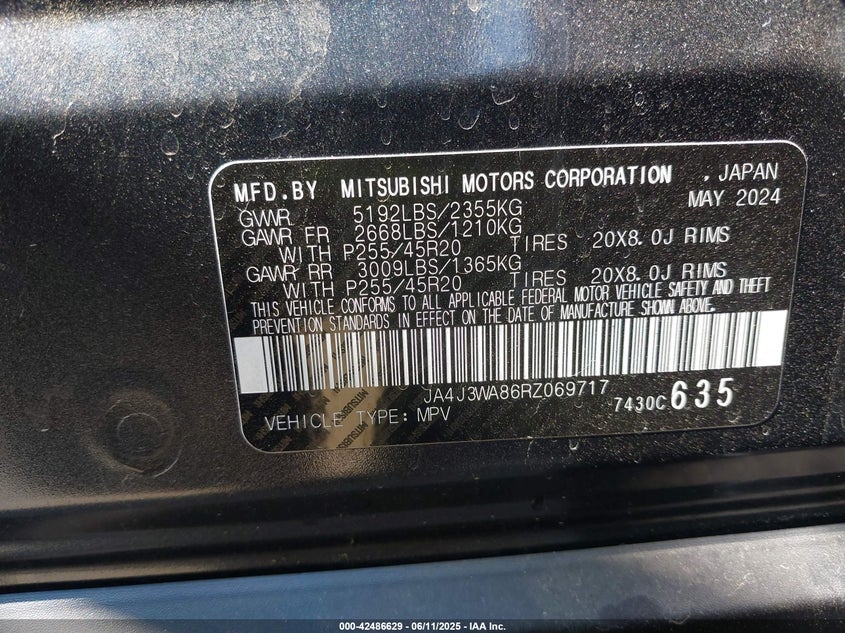 MFD.BY MITSUBISHI MOTORS CORPORATION , JAPAN
MAY 2024
GVWR 5192LBS/2355KG
GAWR FR 2668LBS/1210KG
WITH P255/45R20 TIRES 20X8.0J RIMS
GAWR RR 3009LBS/1365KG
WITH P255/45R20 TIRES 20X8.0J RIMS
THIS VEHICLE CONFORMS TO ALL APPLICABLE FEDERAL MOTOR VEHICLE SAFETY AND THEFT
PREVENTION STANDARDS IN EFFECT ON THE DATE OF MANUFACTURE SHOWN ABOVE.
JA4J3WA86RZ069717
7430C635
VEHICLE TYPE: MPV
000-42486629 - 06/11/2025 - IAA Inc.